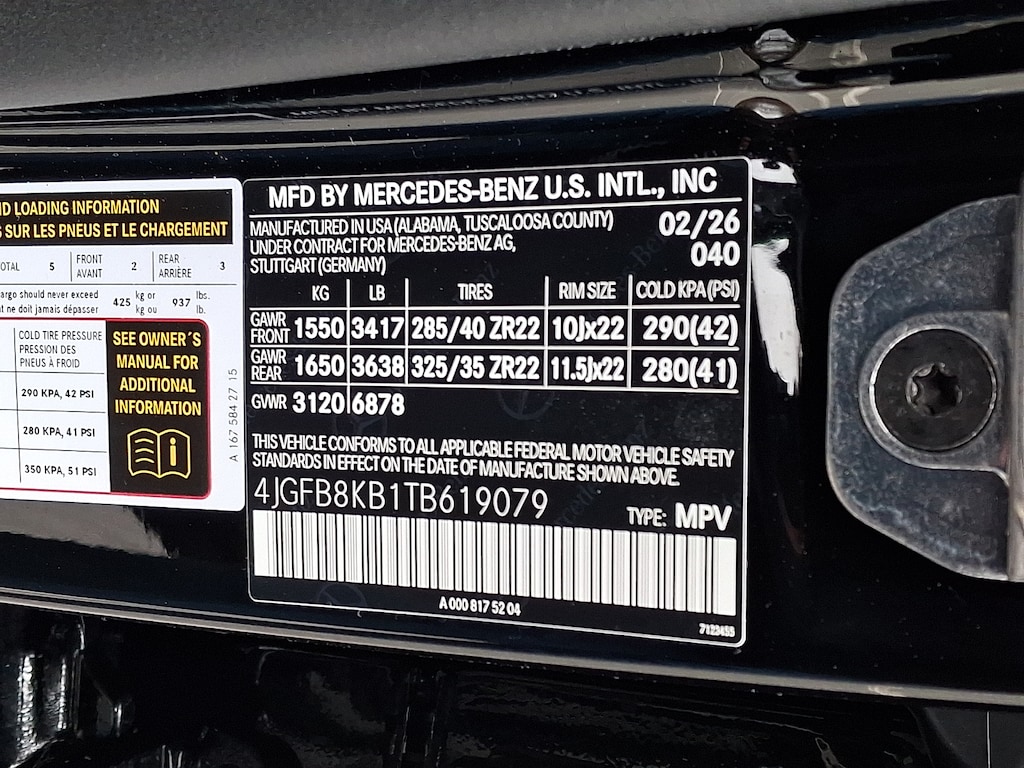 ND LOADING INFORMATION
S SUR LES PNEUS ET LE CHARGEMENT
OTAL 5 FRONT AVANT 2 REAR ARRIÈRE 3
cargo should never exceed 425 kg or 937 lbs.
nt ne doit jamais dépasser kg ou lb.
COLD TIRE PRESSURE
PRESSION DES
PNEUS À FROID
290 KPA, 42 PSI
280 KPA, 41 PSI
350 KPA, 51 PSI
SEE OWNER´S
MANUAL FOR
ADDITIONAL
INFORMATION
A 167 584 27 15
MFD BY MERCEDES-BENZ U.S. INTL., INC
MANUFACTURED IN USA (ALABAMA, TUSCALOOSA COUNTY) 02/26
UNDER CONTRACT FOR MERCEDES-BENZ AG, 040
STUTTGART (GERMANY)
KG LB TIRES RIM SIZE COLD KPA (PSI)
GAWR FRONT 1550 3417 285/40 ZR22 10Jx22 290(42)
GAWR REAR 1650 3638 325/35 ZR22 11.5Jx22 280(41)
GVWR 3120 6878
THIS VEHICLE CONFORMS TO ALL APPLICABLE FEDERAL MOTOR VEHICLE SAFETY
STANDARDS IN EFFECT ON THE DATE OF MANUFACTURE SHOWN ABOVE.
4JGFB8KB1TB619079
TYPE: MPV
A 000 817 52 04
7123455